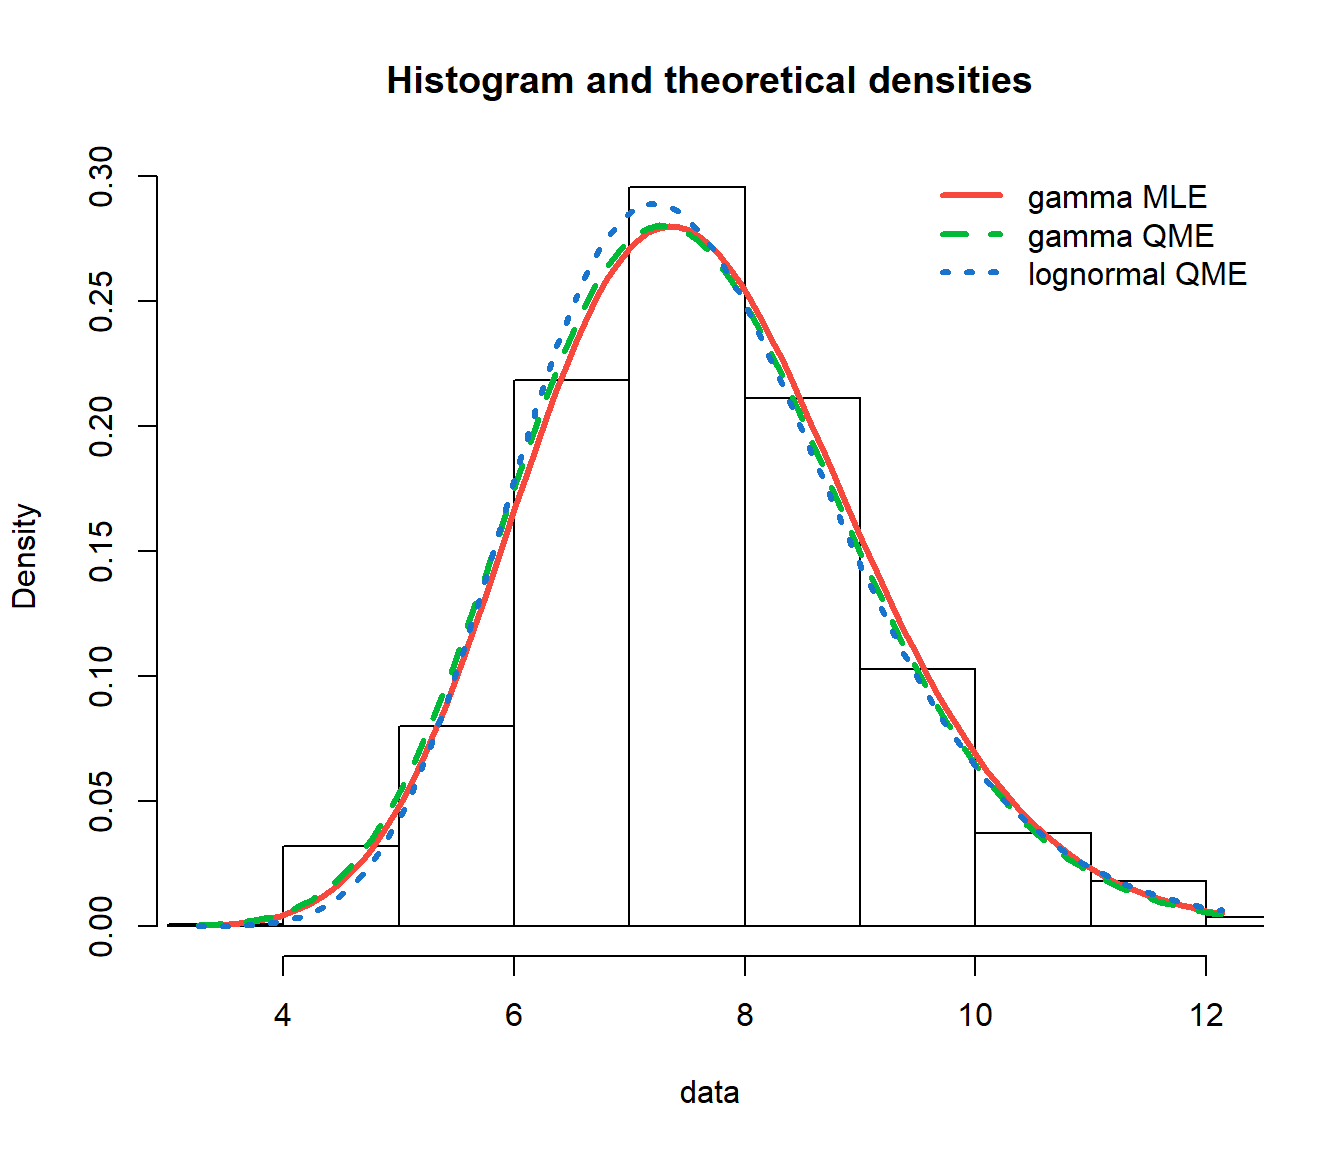 Histogram and theoretical densities
gamma MLE
gamma QME
lognormal QME
Density
0.30
0.25
0.20
0.15
0.10
0.05
0.00
4 6 8 10 12
data